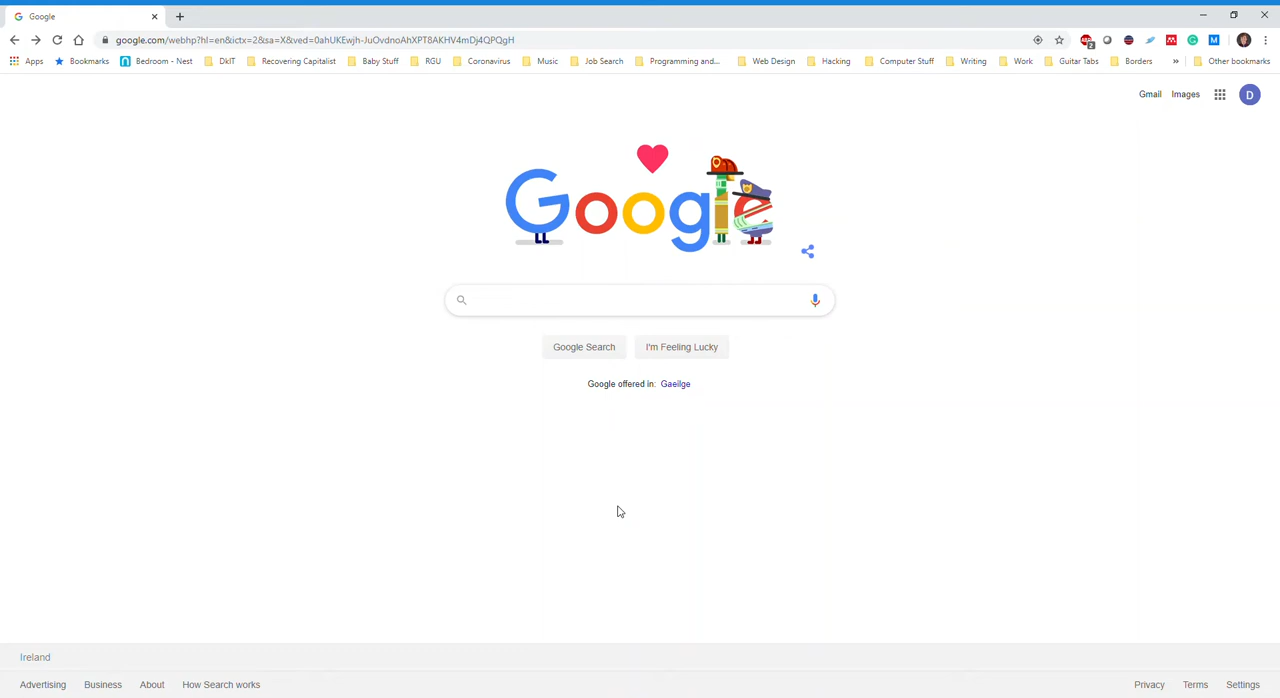 Google
google.com/webhp?hl=en&ictx=2&sa=X&ved=0ahUKEwjh-JuOvdnoAhXPT8AKHV4mDj4QPQgH
2
Apps Bookmarks Bedroom - Nest DkIT Recovering Capitalist Baby Stuff RGU Coronavirus Music Job Search Programming and... Web Design Hacking Computer Stuff Writing Work Guitar Tabs Borders » Other bookmarks
Gmail Images D
Google
Google Search I'm Feeling Lucky
Google offered in: Gaeilge
Ireland
Advertising Business About How Search works Privacy Terms Settings